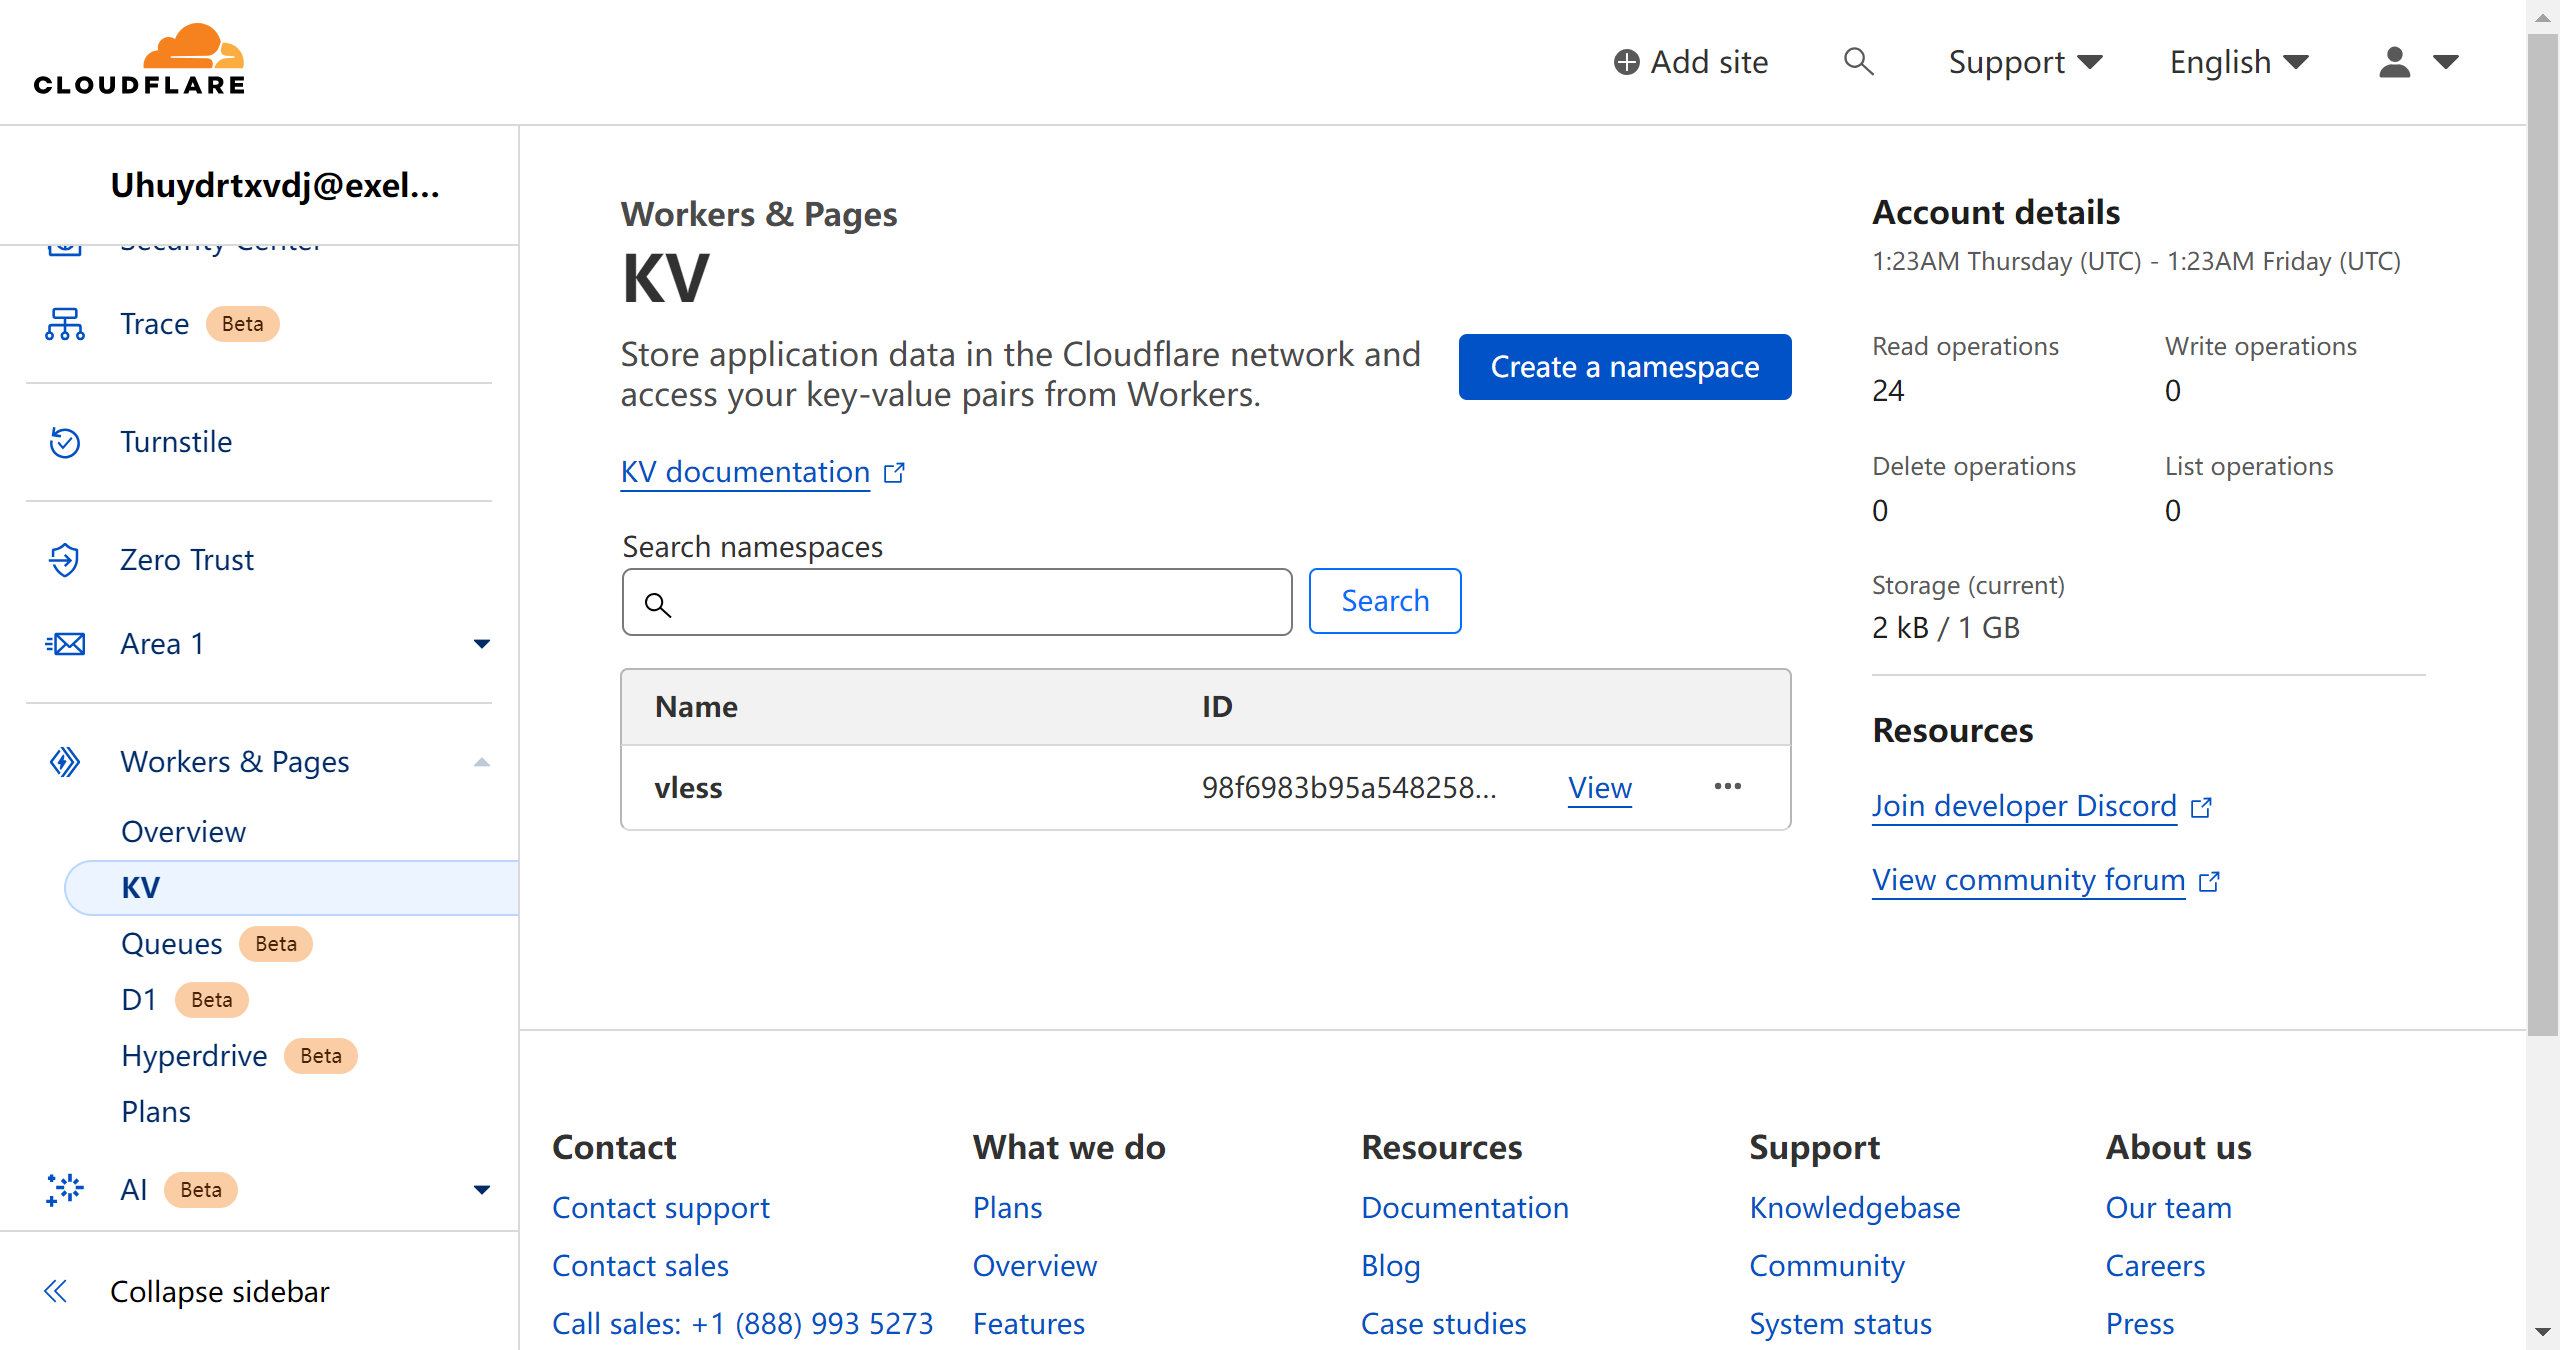 CLOUDFLARE
Add site
Support
English
Uhuydrtxvdj@exel...
Security Center
Trace Beta
Turnstile
Zero Trust
Area 1
Workers & Pages
Overview
KV
Queues Beta
D1 Beta
Hyperdrive Beta
Plans
AI Beta
Collapse sidebar
Workers & Pages
KV
Store application data in the Cloudflare network and
access your key-value pairs from Workers.
Create a namespace
KV documentation
Search namespaces
Search
Name ID
vless 98f6983b95a548258... View
Account details
1:23AM Thursday (UTC) - 1:23AM Friday (UTC)
Read operations Write operations
24 0
Delete operations List operations
0 0
Storage (current)
2 kB / 1 GB
Resources
Join developer Discord
View community forum
Contact
Contact support
Contact sales
Call sales: +1 (888) 993 5273
What we do
Plans
Overview
Features
Resources
Documentation
Blog
Case studies
Support
Knowledgebase
Community
System status
About us
Our team
Careers
Press